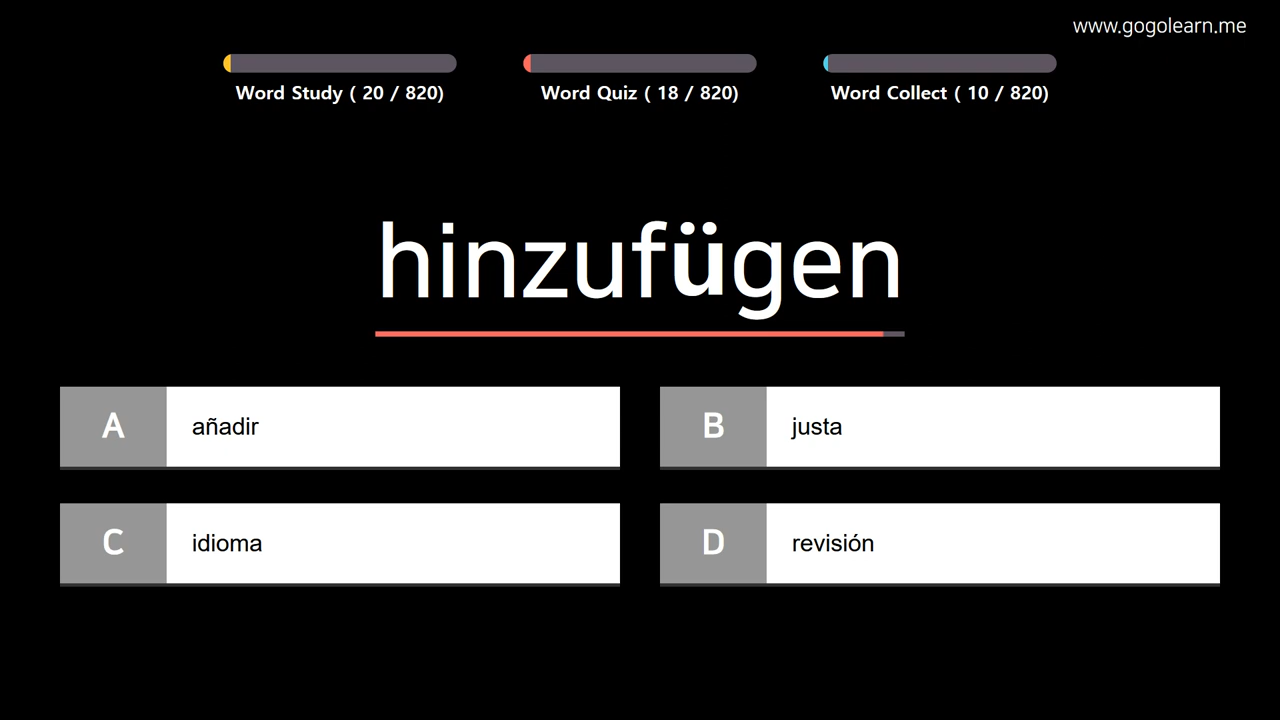 www.gogolearn.me
Word Study ( 20 / 820)
Word Quiz ( 18 / 820)
Word Collect ( 10 / 820)
hinzufügen
A añadir
B justa
C idioma
D revisión